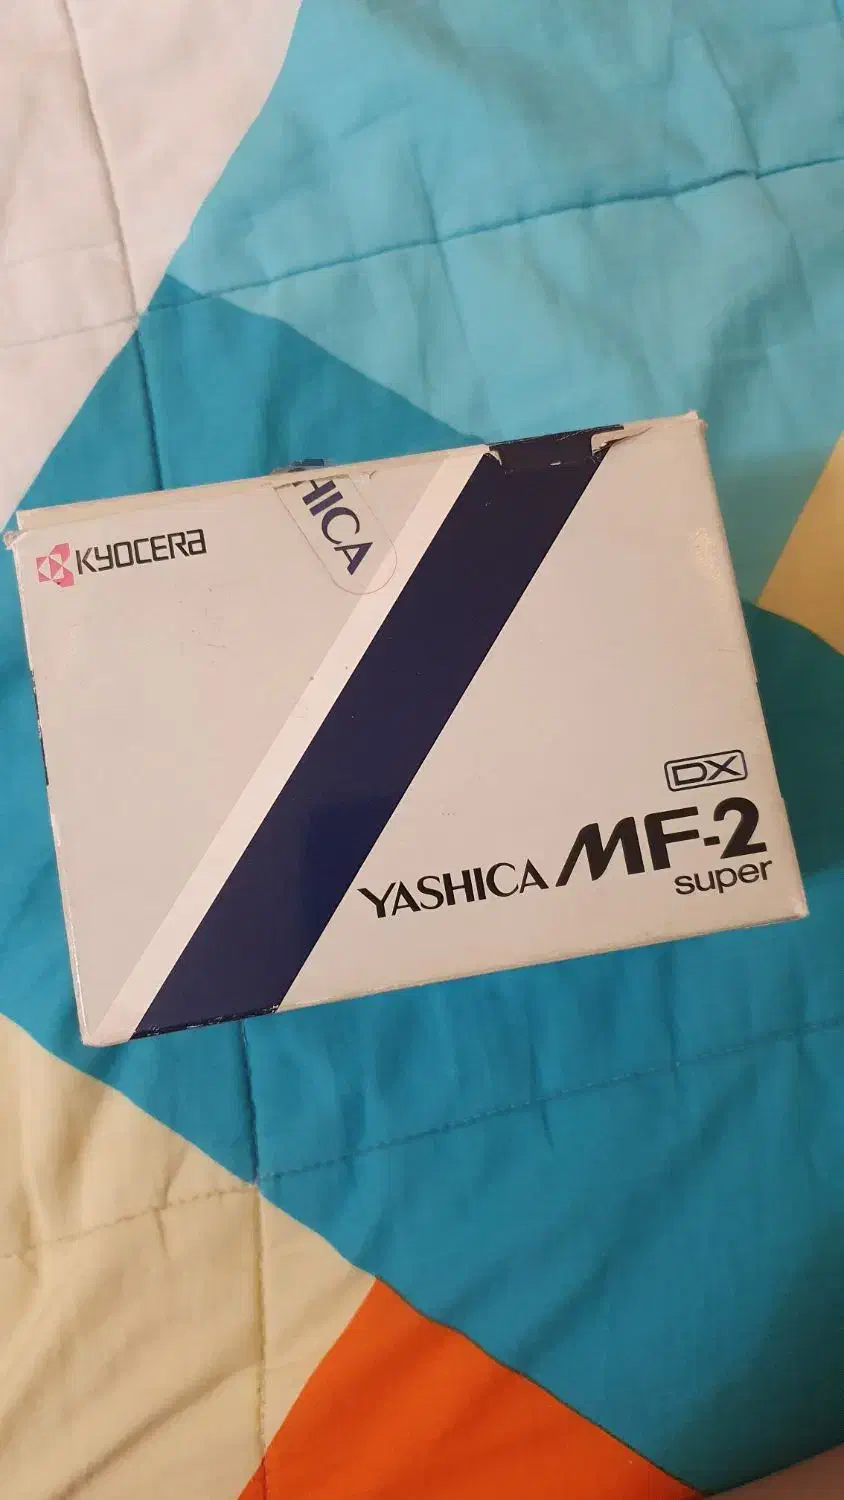 KYOCERA
HICA
DX
YASHICA MF-2
super